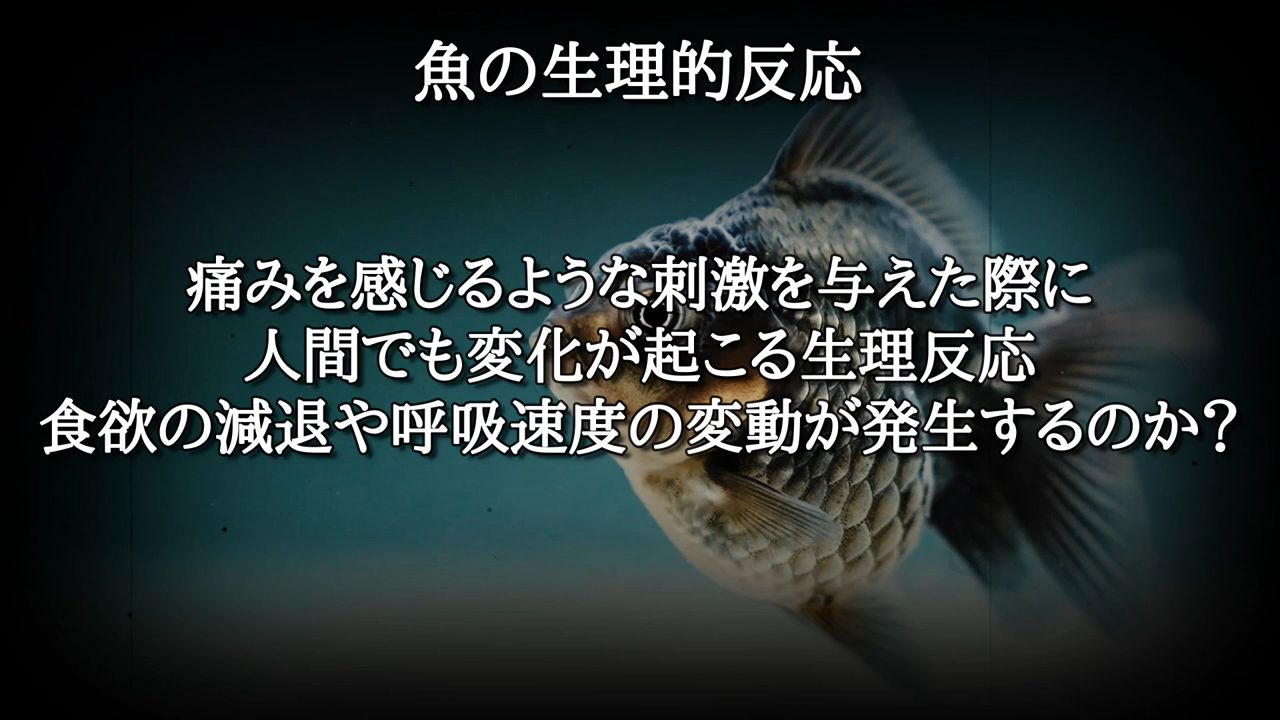 魚の生理的反応
痛みを感じるような刺激を与えた際に
人間でも変化が起こる生理反応
食欲の減退や呼吸速度の変動が発生するのか?